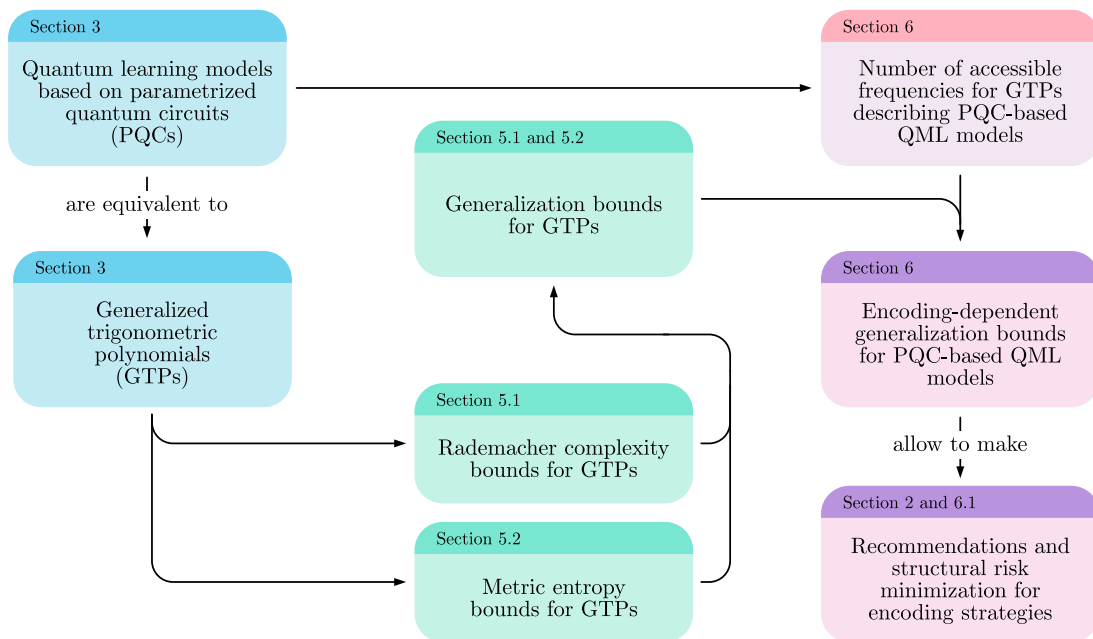 Section 3
Quantum learning models
based on parametrized
quantum circuits
(PQCs)
are equivalent to
Section 3
Generalized
trigonometric
polynomials
(GTPs)
Section 5.1 and 5.2
Generalization bounds
for GTPs
Section 5.1
Rademacher complexity
bounds for GTPs
Section 5.2
Metric entropy
bounds for GTPs
Section 6
Number of accessible
frequencies for GTPs
describing PQC-based
QML models
Section 6
Encoding-dependent
generalization bounds
for PQC-based QML
models
allow to make
Section 2 and 6.1
Recommendations and
structural risk
minimization for
encoding strategies